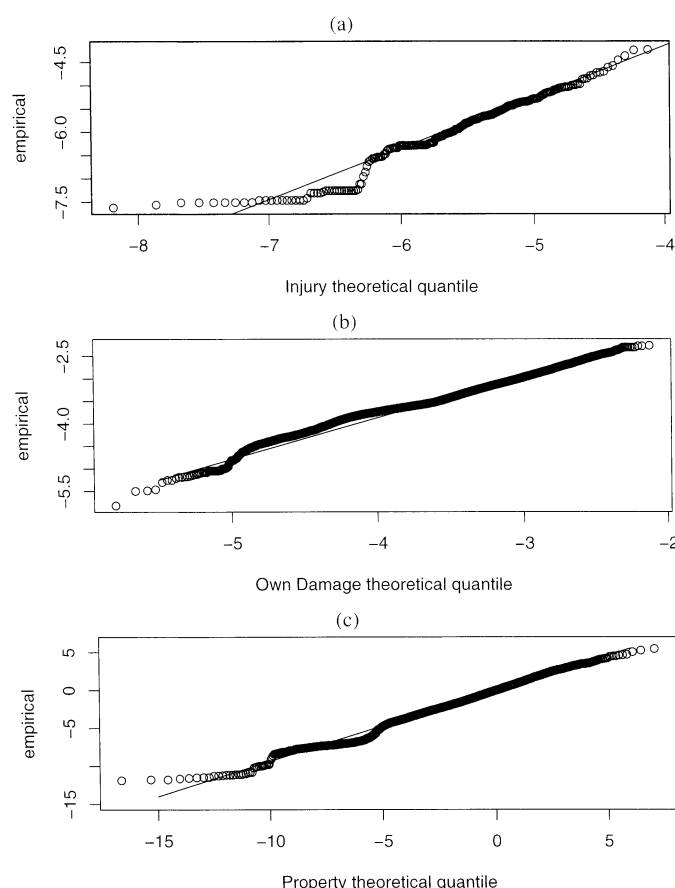 (a)
empirical
-4.5
-6.0
-7.5
-8 -7 -6 -5 -4
Injury theoretical quantile
(b)
empirical
-2.5
-4.0
-5.5
-5 -4 -3 -2
Own Damage theoretical quantile
(c)
empirical
5
0
-5
-15
-15 -10 -5 0 5
Property theoretical quantile